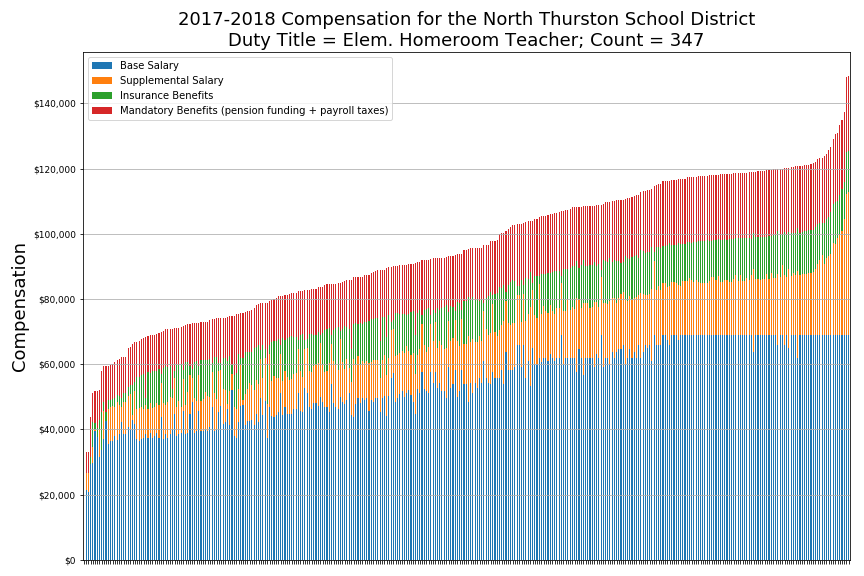 2017-2018 Compensation for the North Thurston School District
Duty Title = Elem. Homeroom Teacher; Count = 347
Base Salary
Supplemental Salary
Insurance Benefits
Mandatory Benefits (pension funding + payroll taxes)
$140,000
$120,000
$100,000
$80,000
$60,000
$40,000
$20,000
$0
Compensation